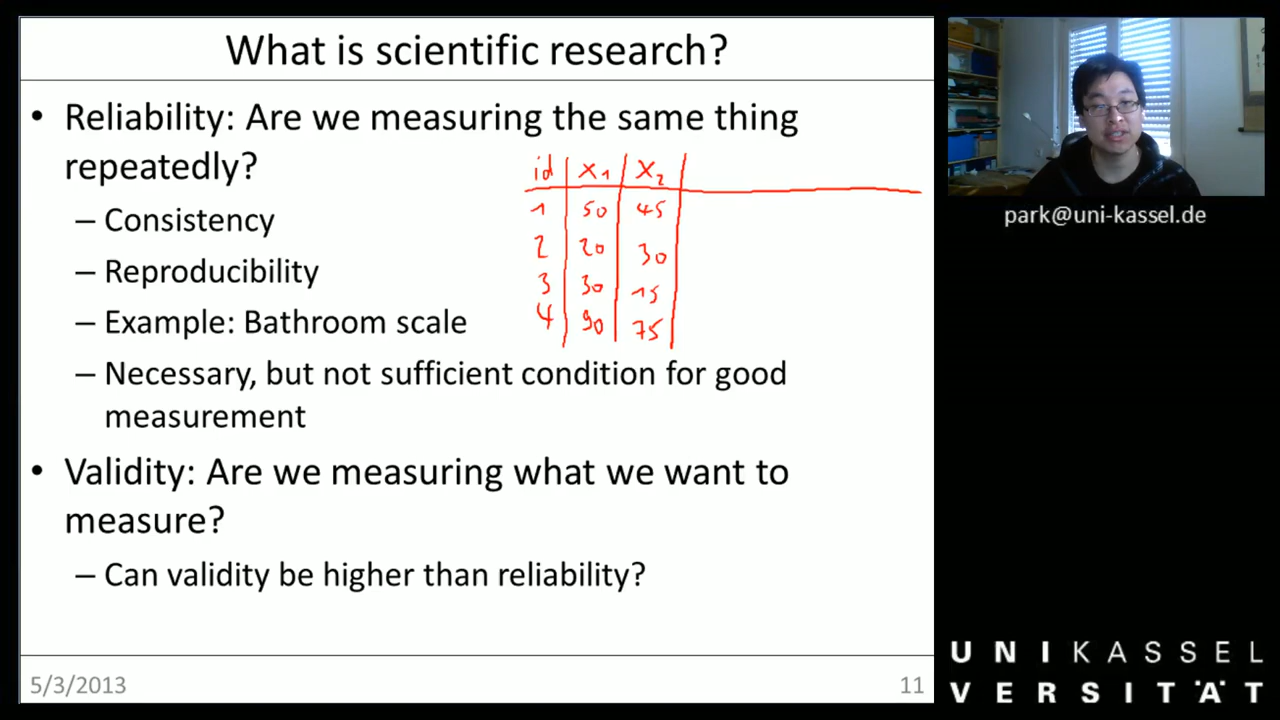 What is scientific research?
• Reliability: Are we measuring the same thing
repeatedly?
– Consistency
– Reproducibility
– Example: Bathroom scale
– Necessary, but not sufficient condition for good
measurement
• Validity: Are we measuring what we want to
measure?
– Can validity be higher than reliability?
id x1 x2
1 50 45
2 20 30
3 30 15
4 90 75
5/3/2013
11
park@uni-kassel.de
UNIKASSEL
VERSITÄT